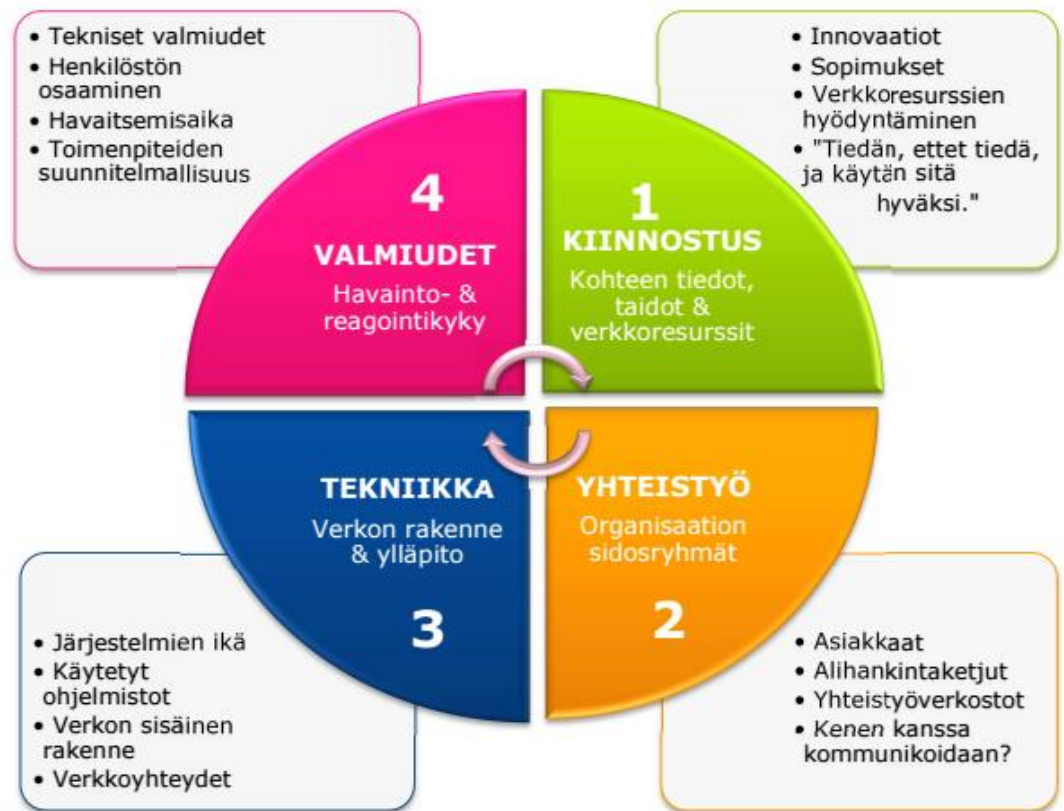 • Tekniset valmiudet
• Henkilöstön
osaaminen
• Havaitsemisaika
• Toimenpiteiden
suunnitelmallisuus
• Innovaatiot
• Sopimukset
• Verkkoresurssien
hyödyntäminen
• "Tiedän, ettet tiedä,
ja käytän sitä
hyväksi."
4
VALMIUDET
Havainto- &
reagointikyky
1
KIINNOSTUS
Kohteen tiedot,
taidot &
verkkoresurssit
TEKNIIKKA
Verkon rakenne
& ylläpito
3
YHTEISTYÖ
Organisaation
sidosryhmät
2
• Järjestelmien ikä
• Käytetyt
ohjelmistot
• Verkon sisäinen
rakenne
• Verkkoyhteydet
• Asiakkaat
• Alihankintaketjut
• Yhteistyöverkostot
• Kenen kanssa
kommunikoidaan?